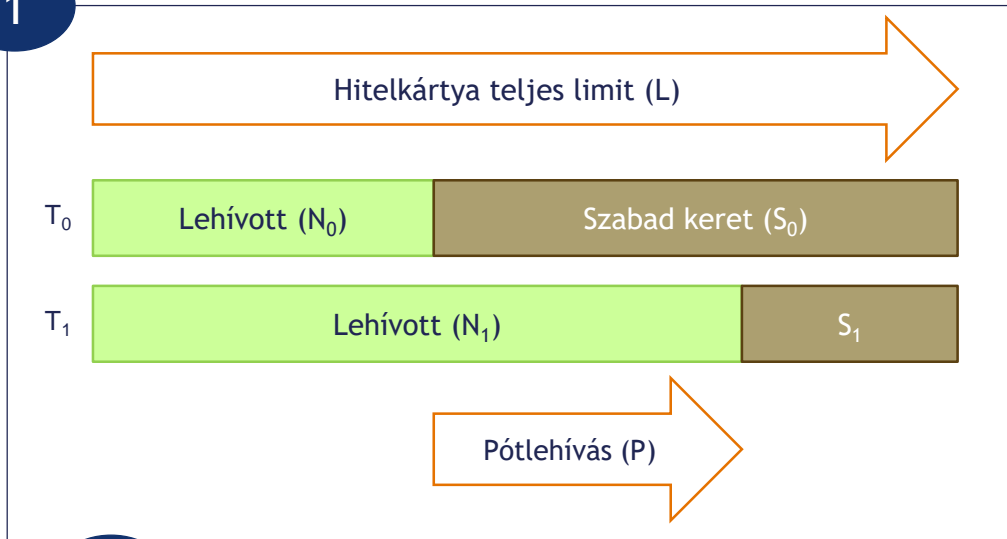 1
Hitelkártya teljes limit (L)
T₀ Lehívott (N₀) Szabad keret (S₀)
T₁ Lehívott (N₁) S₁
Pótlehívás (P)